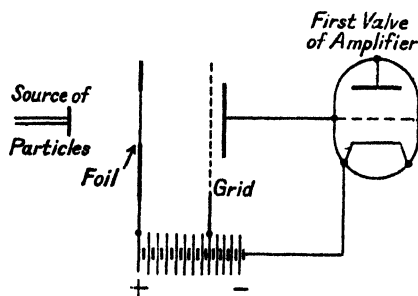 First Valve
of Amplifier
Source of
Particles
Foil
Grid
+
-